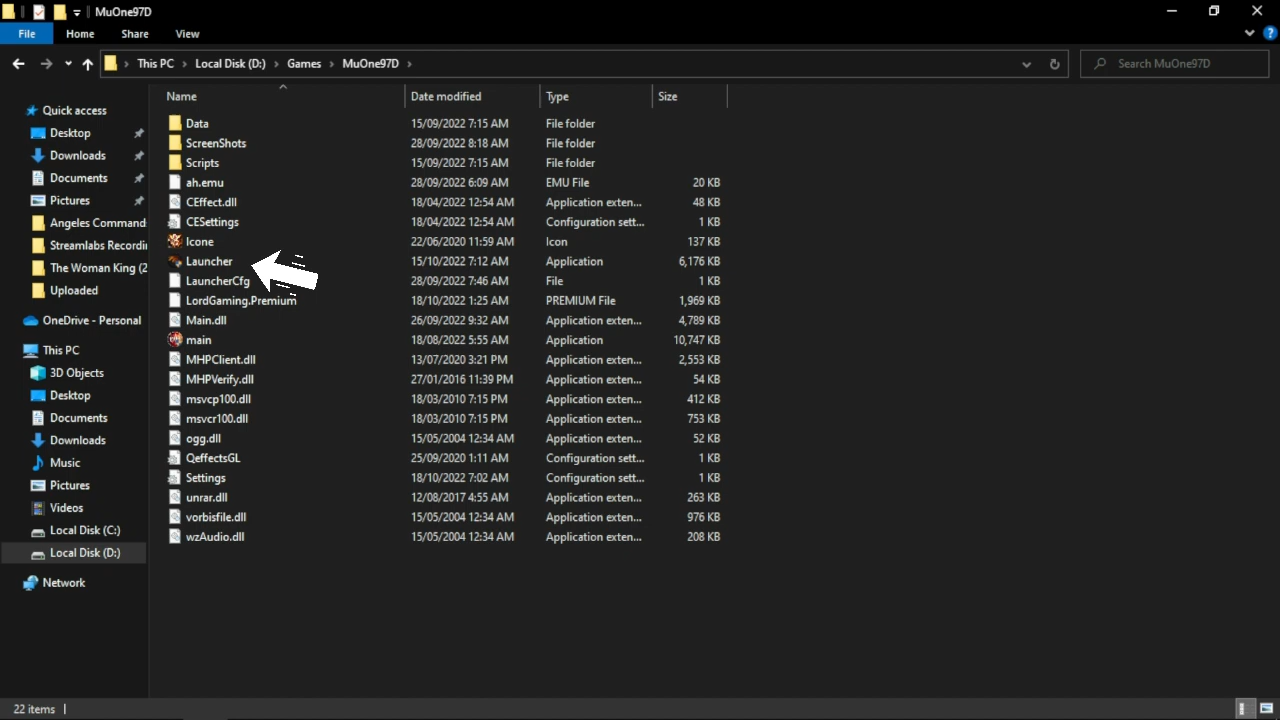 MuOne97D
File Home Share View
This PC Local Disk (D:) Games MuOne97D Search MuOne97D
Name Date modified Type Size
Quick access
Desktop
Downloads
Documents
Pictures
Angeles Command
Streamlabs Recordin
The Woman King (2
Uploaded
OneDrive - Personal
This PC
3D Objects
Desktop
Documents
Downloads
Music
Pictures
Videos
Local Disk (C:)
Local Disk (D:)
Network
Data 15/09/2022 7:15 AM File folder
ScreenShots 28/09/2022 8:18 AM File folder
Scripts 15/09/2022 7:15 AM File folder
ah.emu 28/09/2022 6:09 AM EMU File 20 KB
CEffect.dll 18/04/2022 12:54 AM Application exten... 48 KB
CESettings 18/04/2022 12:54 AM Configuration sett... 1 KB
Icone 22/06/2020 11:59 AM Icon 137 KB
Launcher 15/10/2022 7:12 AM Application 6,176 KB
LauncherCfg 28/09/2022 7:46 AM File 1 KB
LordGaming.Premium 18/10/2022 1:25 AM PREMIUM File 1,969 KB
Main.dll 26/09/2022 9:32 AM Application exten... 4,789 KB
main 18/08/2022 5:55 AM Application 10,747 KB
MHPClient.dll 13/07/2020 3:21 PM Application exten... 2,553 KB
MHPVerify.dll 27/01/2016 11:39 PM Application exten... 54 KB
msvcp100.dll 18/03/2010 7:15 PM Application exten... 412 KB
msvcr100.dll 18/03/2010 7:15 PM Application exten... 753 KB
ogg.dll 15/05/2004 12:34 AM Application exten... 52 KB
QeffectsGL 25/09/2020 1:11 AM Configuration sett... 1 KB
Settings 18/10/2022 7:02 AM Configuration sett... 1 KB
unrar.dll 12/08/2017 4:55 AM Application exten... 263 KB
vorbisfile.dll 15/05/2004 12:34 AM Application exten... 976 KB
wzAudio.dll 15/05/2004 12:34 AM Application exten... 208 KB
22 items